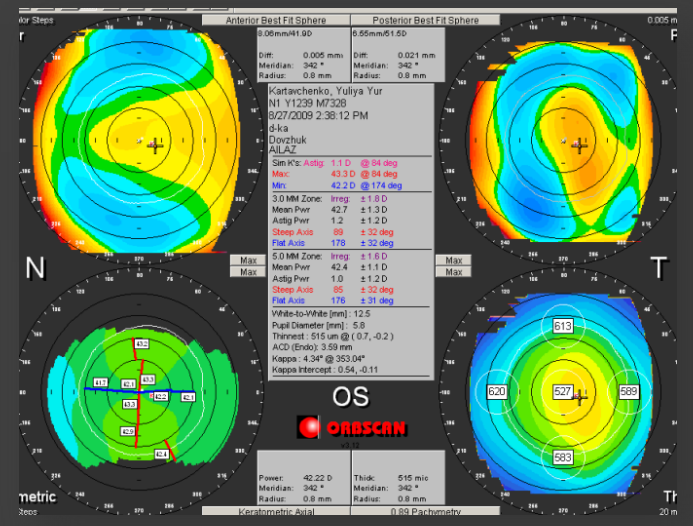 Anterior Best Fit Sphere
Posterior Best Fit Sphere
Color Steps
0.005 m
8.06mm/41.9D
Diff: 0.005 mm
Meridian: 342 °
Radius: 0.8 mm
6.55mm/51.5D
Diff: 0.021 mm
Meridian: 342 °
Radius: 0.8 mm
Kartavchenko, Yuliya Yur
N1 Y1239 M7328
8/27/2009 2:38:12 PM
d-ka
Dovzhuk
AILAZ
Sim K's: Astig: 1.1 D @ 84 deg
Max: 43.3 D @ 84 deg
Min: 42.2 D @ 174 deg
3.0 MM Zone: Irreg: ± 1.8 D
Mean Pwr 42.7 ± 1.3 D
Astig Pwr 1.2 ± 1.2 D
Steep Axis 89 ± 32 deg
Flat Axis 178 ± 32 deg
5.0 MM Zone: Irreg: ± 1.6 D
Mean Pwr 42.4 ± 1.1 D
Astig Pwr 1.0 ± 1.2 D
Steep Axis 85 ± 32 deg
Flat Axis 176 ± 31 deg
White-to-White [mm] : 12.5
Pupil Diameter [mm] : 5.8
Thinnest : 515 um @ ( 0.7, -0.2 )
ACD (Endo): 3.59 mm
Kappa : 4.34° @ 353.04°
Kappa Intercept : 0.54, -0.11
N
Max
Max
Max
Max
T
43.2
41.7
42.1
43.3
42.2
42.1
43.3
42.9
42.4
613
620
527
589
583
OS
ORBSCAN
Power: 42.22 D
Meridian: 342 °
Radius: 0.8 mm
Thick: 515 mic
Meridian: 342 °
Radius: 0.8 mm
metric
Steps
Keratometric Axial
0.89 Pachymetry
Th
20 m